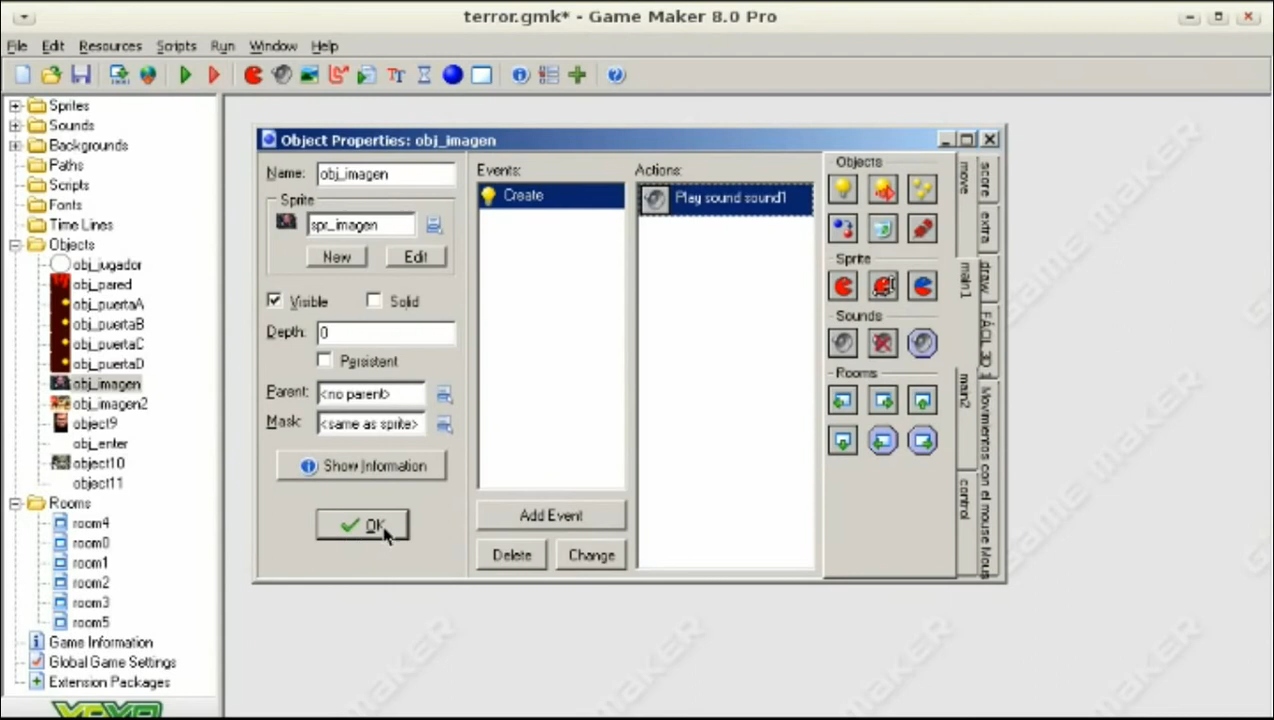 terror.gmk* - Game Maker 8.0 Pro
File Edit Resources Scripts Run Window Help
Sprites
Sounds
Backgrounds
Paths
Scripts
Fonts
Time Lines
Objects
obj_jugador
obj_pared
obj_puertaA
obj_puertaB
obj_puertaC
obj_puertaD
obj_imagen
obj_imagen2
object9
obj_enter
object10
object11
Rooms
room4
room0
room1
room2
room3
room5
Game Information
Global Game Settings
Extension Packages
Object Properties: obj_imagen
Name: obj_imagen
Sprite
spr_imagen
New Edit
Visible Solid
Depth: 0
Persistent
Parent: <no parent>
Mask: <same as sprite>
Show Information
OK
Events:
Create
Add Event
Delete Change
Actions:
Play sound sound1
Objects
Sprite
Sounds
Rooms
move
main1
main2
control
score
extra
draw
FÁCIL 3D
Movimientos con el mouse Mous
GAME MAKER
GAME MAKER